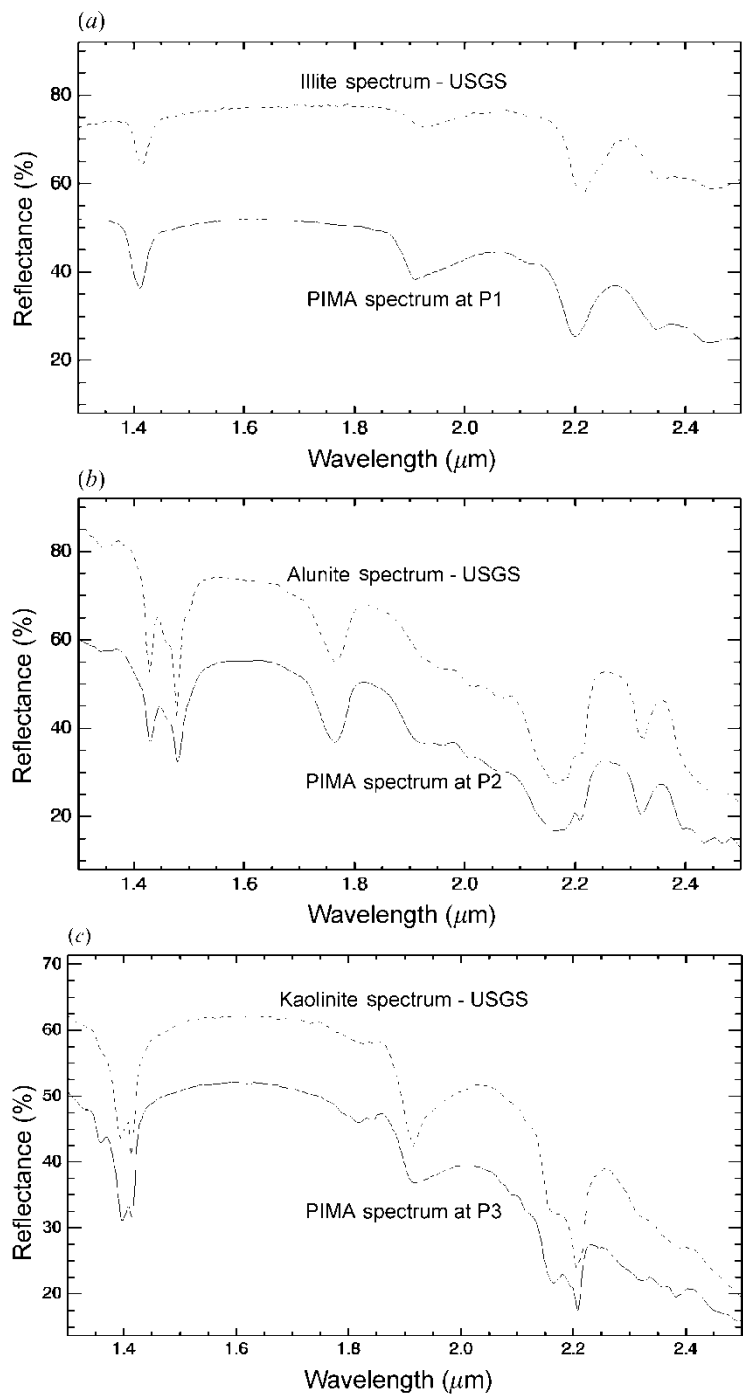 (a)
Illite spectrum - USGS
PIMA spectrum at P1
Reflectance (%)
80
60
40
20
1.4 1.6 1.8 2.0 2.2 2.4
Wavelength (μm)
(b)
Alunite spectrum - USGS
PIMA spectrum at P2
Reflectance (%)
80
60
40
20
1.4 1.6 1.8 2.0 2.2 2.4
Wavelength (μm)
(c)
Kaolinite spectrum - USGS
PIMA spectrum at P3
Reflectance (%)
70
60
50
40
30
20
1.4 1.6 1.8 2.0 2.2 2.4
Wavelength (μm)